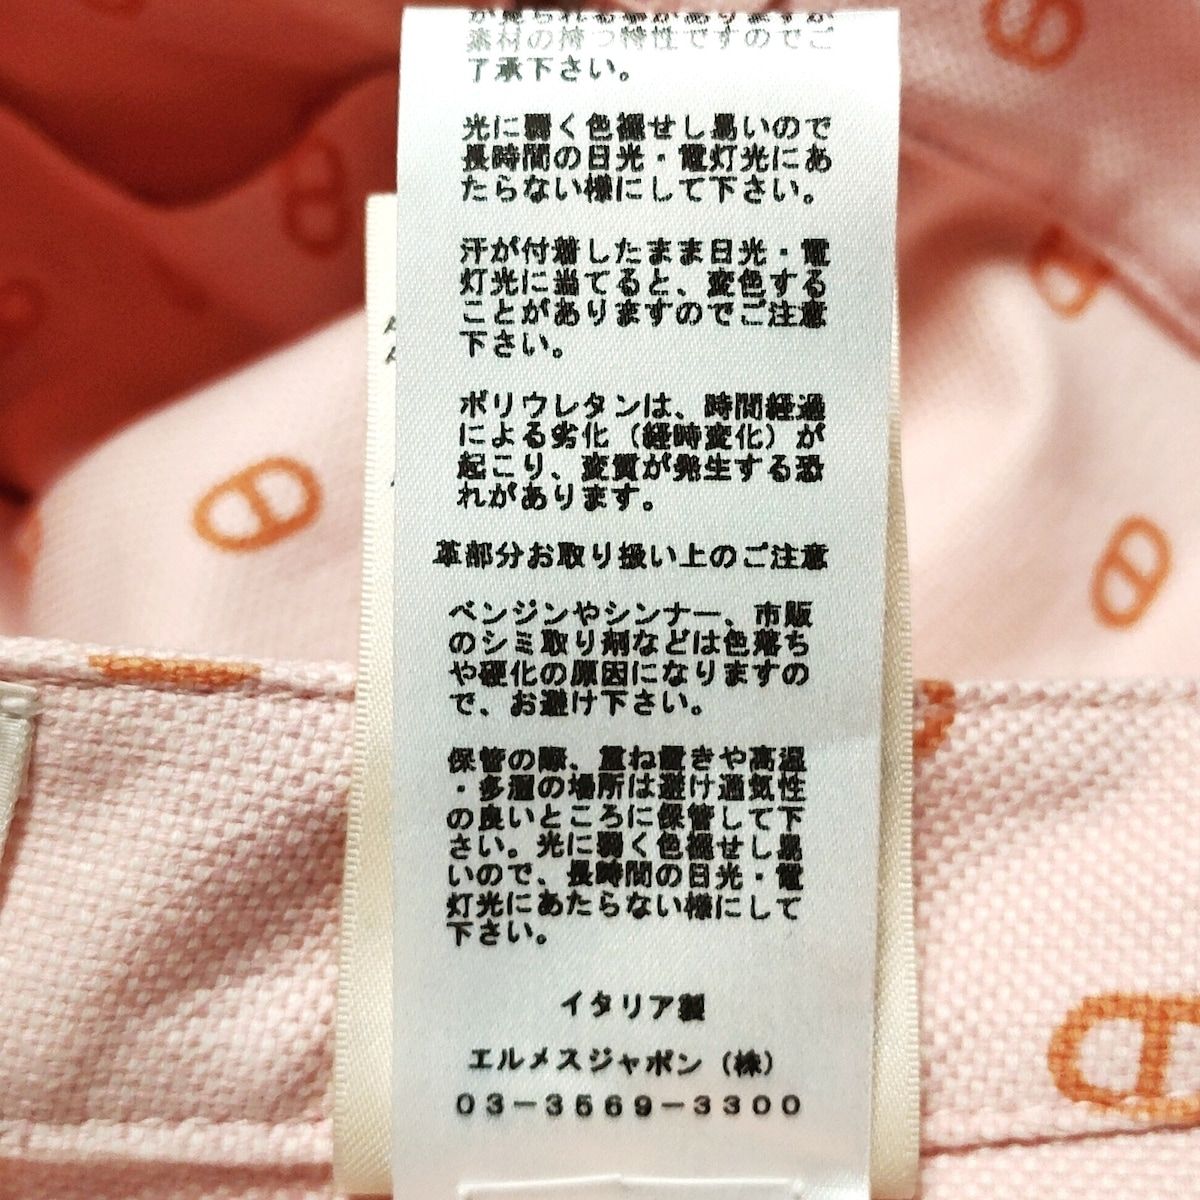 が見られる事がありますが
素材の持つ特性ですのでご
了承下さい。
光に弱く色褪せし易いので
長時間の日光・電灯光にあ
たらない様にして下さい。
汗が付着したまま日光・電
灯光に当てると、変色する
ことがありますのでご注意
下さい。
ポリウレタンは、時間経過
による劣化（経時変化）が
起こり、変質が発生する恐
れがあります。
革部分お取り扱い上のご注意
ベンジンやシンナー、市販
のシミ取り剤などは色落ち
や硬化の原因になりますの
で、お避け下さい。
保管の際、重ね置きや高温
・多湿の場所は避け通気性
の良いところに保管して下
さい。光に弱く色褪せし易
いので、長時間の日光・電
灯光にあたらない様にして
下さい。
イタリア製
エルメスジャポン（株）
03－3569－3300